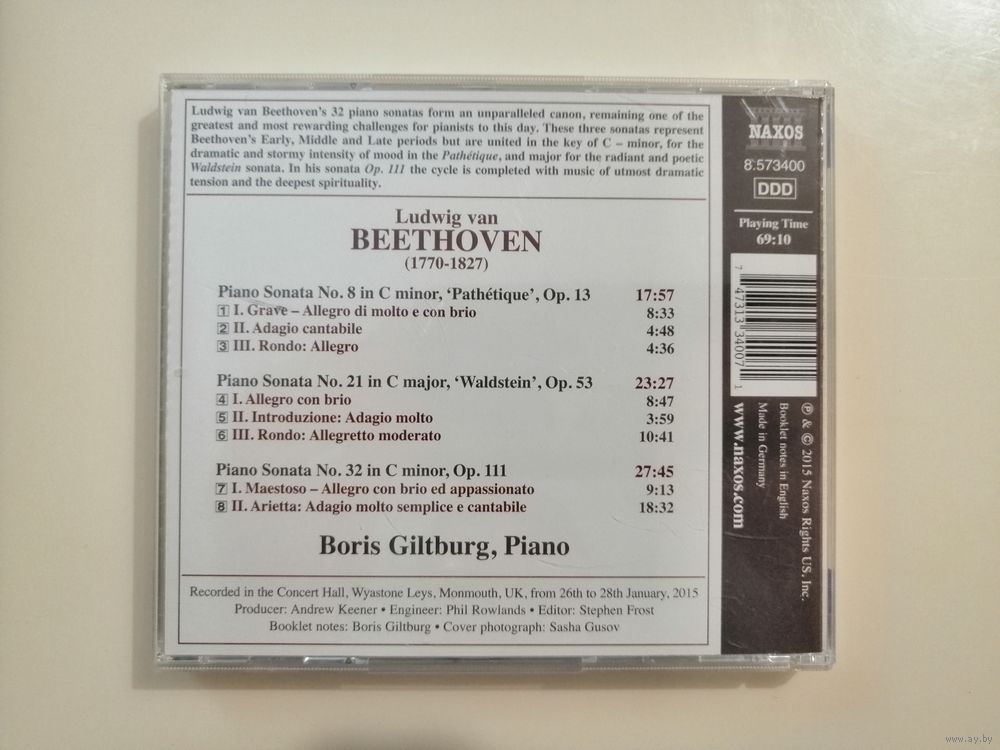 Ludwig van Beethoven's 32 piano sonatas form an unparalleled canon, remaining one of the
greatest and most rewarding challenges for pianists to this day. These three sonatas represent
Beethoven's Early, Middle and Late periods but are united in the key of C – minor, for the
dramatic and stormy intensity of mood in the Pathétique, and major for the radiant and poetic
Waldstein sonata. In his sonata Op. 111 the cycle is completed with music of utmost dramatic
tension and the deepest spirituality.
Ludwig van
BEETHOVEN
(1770-1827)
Piano Sonata No. 8 in C minor, ‘Pathétique’, Op. 13 17:57
1 I. Grave – Allegro di molto e con brio 8:33
2 II. Adagio cantabile 4:48
3 III. Rondo: Allegro 4:36
Piano Sonata No. 21 in C major, ‘Waldstein’, Op. 53 23:27
4 I. Allegro con brio 8:47
5 II. Introduzione: Adagio molto 3:59
6 III. Rondo: Allegretto moderato 10:41
Piano Sonata No. 32 in C minor, Op. 111 27:45
7 I. Maestoso – Allegro con brio ed appassionato 9:13
8 II. Arietta: Adagio molto semplice e cantabile 18:32
Boris Giltburg, Piano
Recorded in the Concert Hall, Wyastone Leys, Monmouth, UK, from 26th to 28th January, 2015
Producer: Andrew Keener • Engineer: Phil Rowlands • Editor: Stephen Frost
Booklet notes: Boris Giltburg • Cover photograph: Sasha Gusov
NAXOS
8.573400
DDD
Playing Time
69:10
7 47313 34007 1
℗ & © 2015 Naxos Rights US, Inc.
Booklet notes in English
Made in Germany
www.naxos.com
www.ay.by